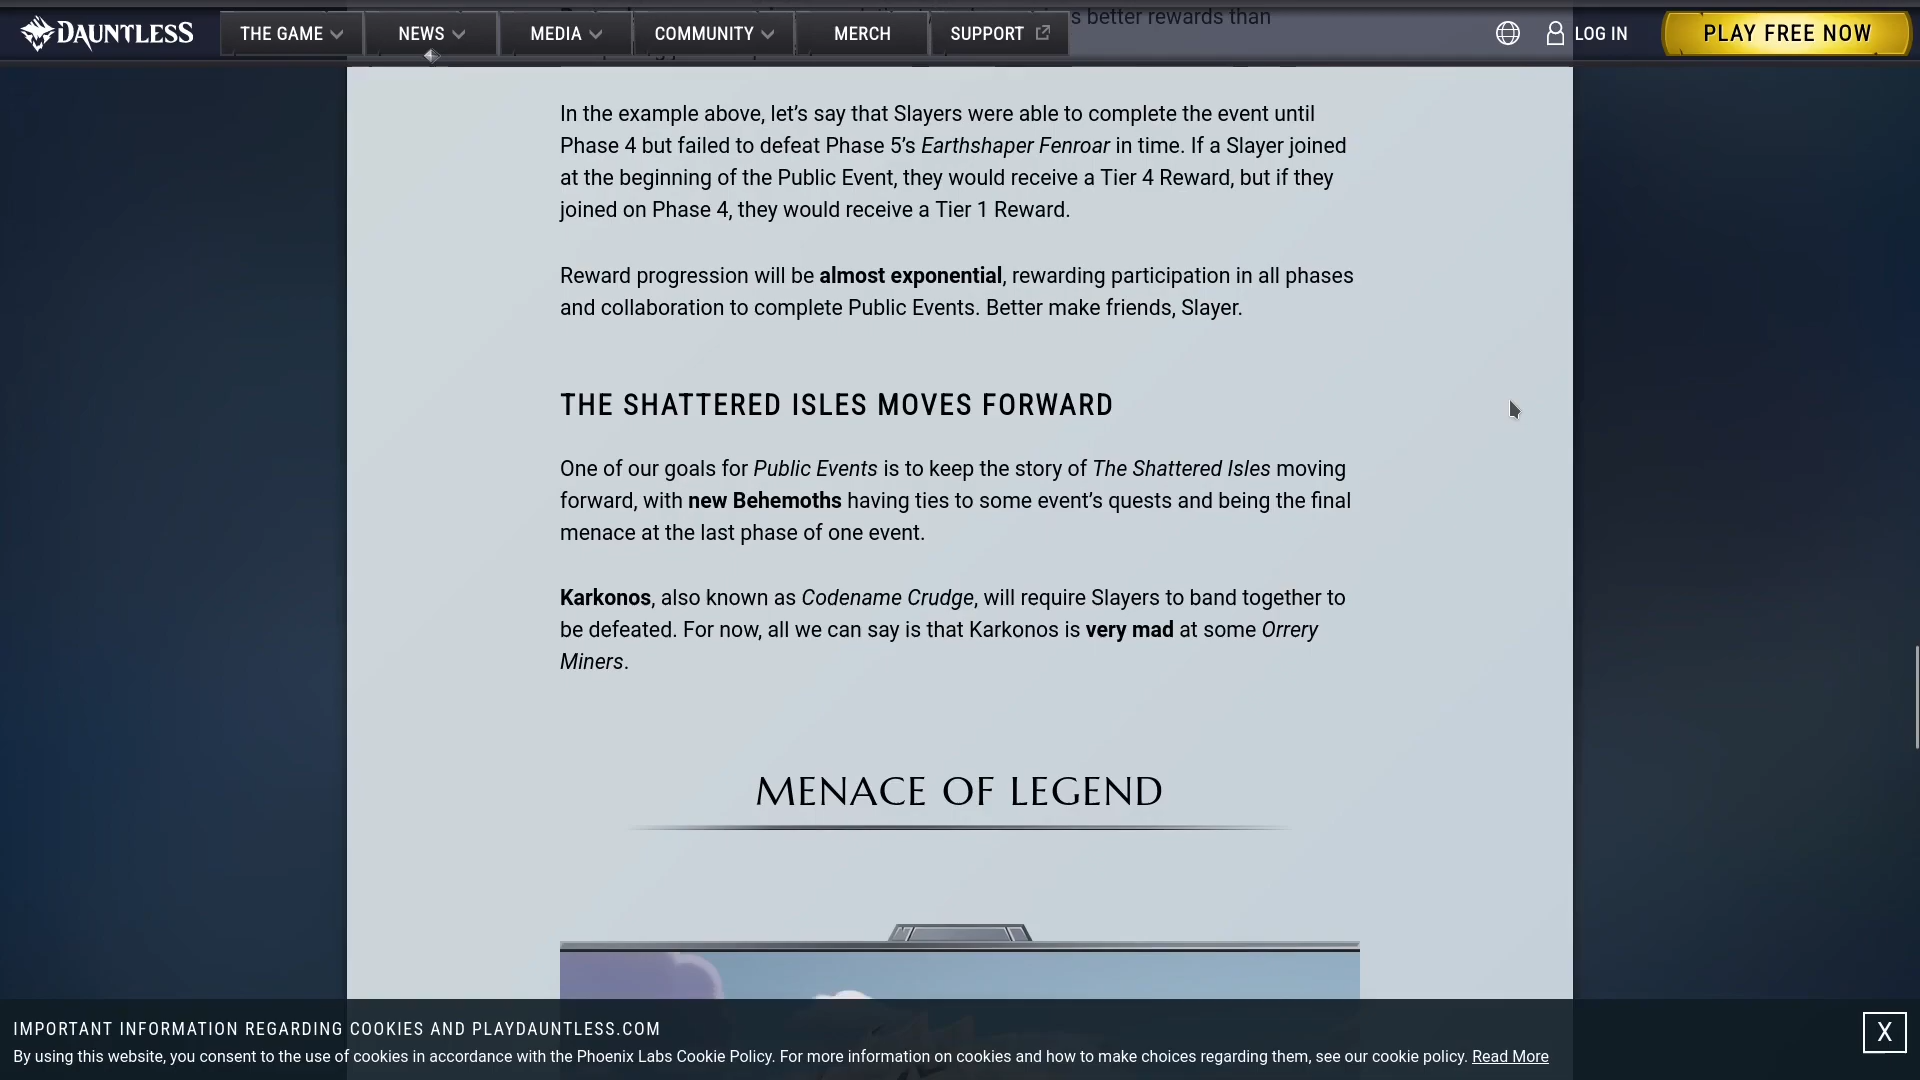 DAUNTLESS
THE GAME
NEWS
MEDIA
COMMUNITY
MERCH
SUPPORT
LOG IN
PLAY FREE NOW
s better rewards than
In the example above, let’s say that Slayers were able to complete the event until
Phase 4 but failed to defeat Phase 5’s Earthshaper Fenroar in time. If a Slayer joined
at the beginning of the Public Event, they would receive a Tier 4 Reward, but if they
joined on Phase 4, they would receive a Tier 1 Reward.
Reward progression will be almost exponential, rewarding participation in all phases
and collaboration to complete Public Events. Better make friends, Slayer.
THE SHATTERED ISLES MOVES FORWARD
One of our goals for Public Events is to keep the story of The Shattered Isles moving
forward, with new Behemoths having ties to some event’s quests and being the final
menace at the last phase of one event.
Karkonos, also known as Codename Crudge, will require Slayers to band together to
be defeated. For now, all we can say is that Karkonos is very mad at some Orrery
Miners.
MENACE OF LEGEND
IMPORTANT INFORMATION REGARDING COOKIES AND PLAYDAUNTLESS.COM
By using this website, you consent to the use of cookies in accordance with the Phoenix Labs Cookie Policy. For more information on cookies and how to make choices regarding them, see our cookie policy. Read More
X